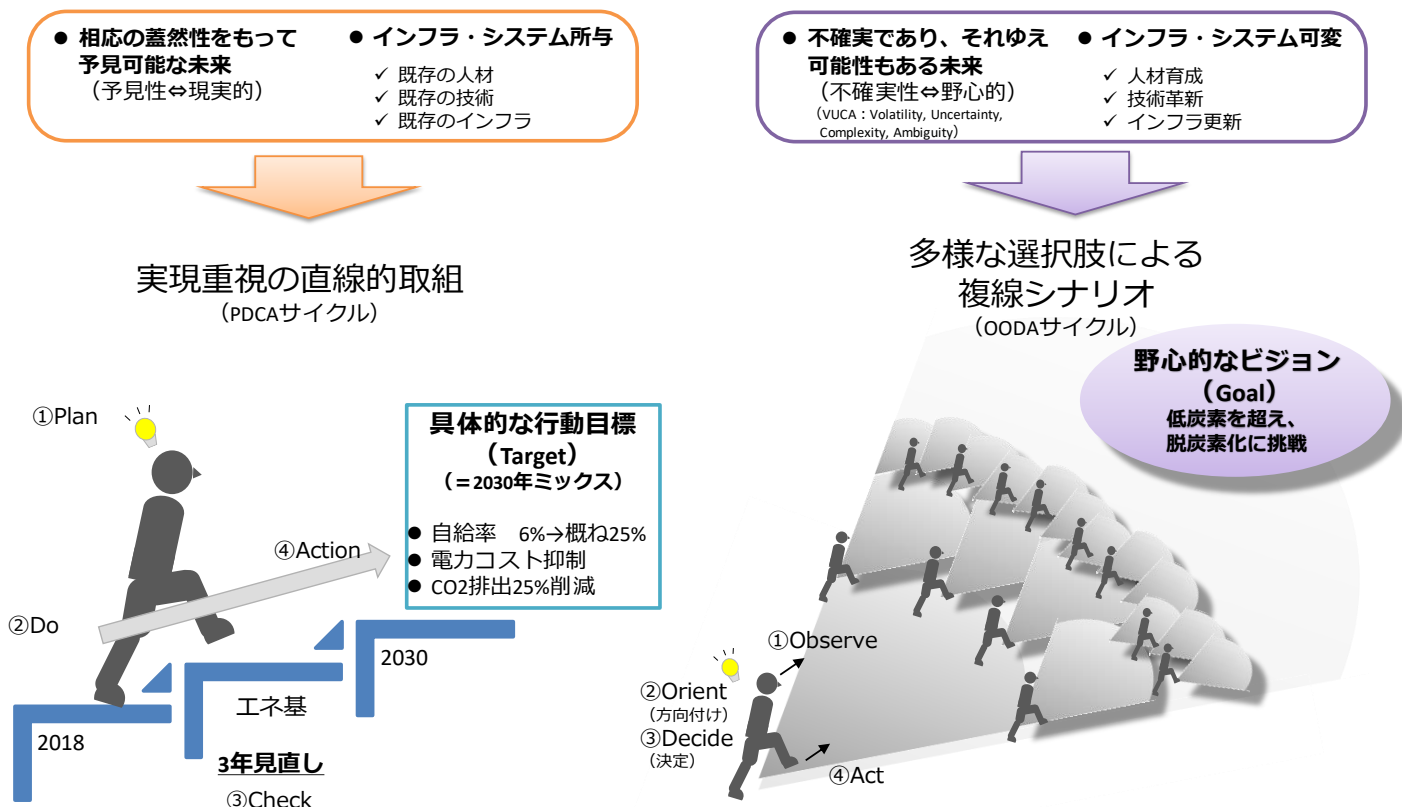 ● 相応の蓋然性をもって
予見可能な未来
（予見性⇔現実的）
● インフラ・システム所与
✓ 既存の人材
✓ 既存の技術
✓ 既存のインフラ
実現重視の直線的取組
（PDCAサイクル）
①Plan
②Do
④Action
具体的な行動目標
（Target）
（＝2030年ミックス）
● 自給率　6%→概ね25%
● 電力コスト抑制
● CO2排出25%削減
2018
エネ基
2030
3年見直し
③Check
● 不確実であり、それゆえ
可能性もある未来
（不確実性⇔野心的）
（VUCA：Volatility, Uncertainty,
Complexity, Ambiguity）
● インフラ・システム可変
✓ 人材育成
✓ 技術革新
✓ インフラ更新
多様な選択肢による
複線シナリオ
（OODAサイクル）
野心的なビジョン
（Goal）
低炭素を超え、
脱炭素化に挑戦
①Observe
②Orient
（方向付け）
③Decide
（決定）
④Act